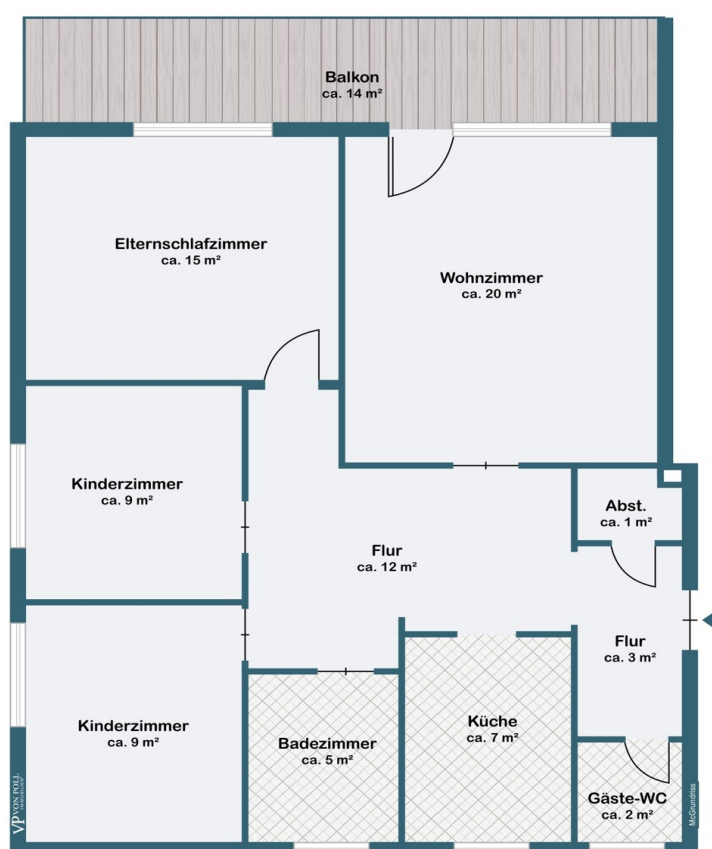 Balkon
ca. 14 m²
Elternschlafzimmer
ca. 15 m²
Wohnzimmer
ca. 20 m²
Kinderzimmer
ca. 9 m²
Abst.
ca. 1 m²
Flur
ca. 12 m²
Flur
ca. 3 m²
Kinderzimmer
ca. 9 m²
Badezimmer
ca. 5 m²
Küche
ca. 7 m²
Gäste-WC
ca. 2 m²
VP VON POLL
IMMOBILIEN
McGrundriss